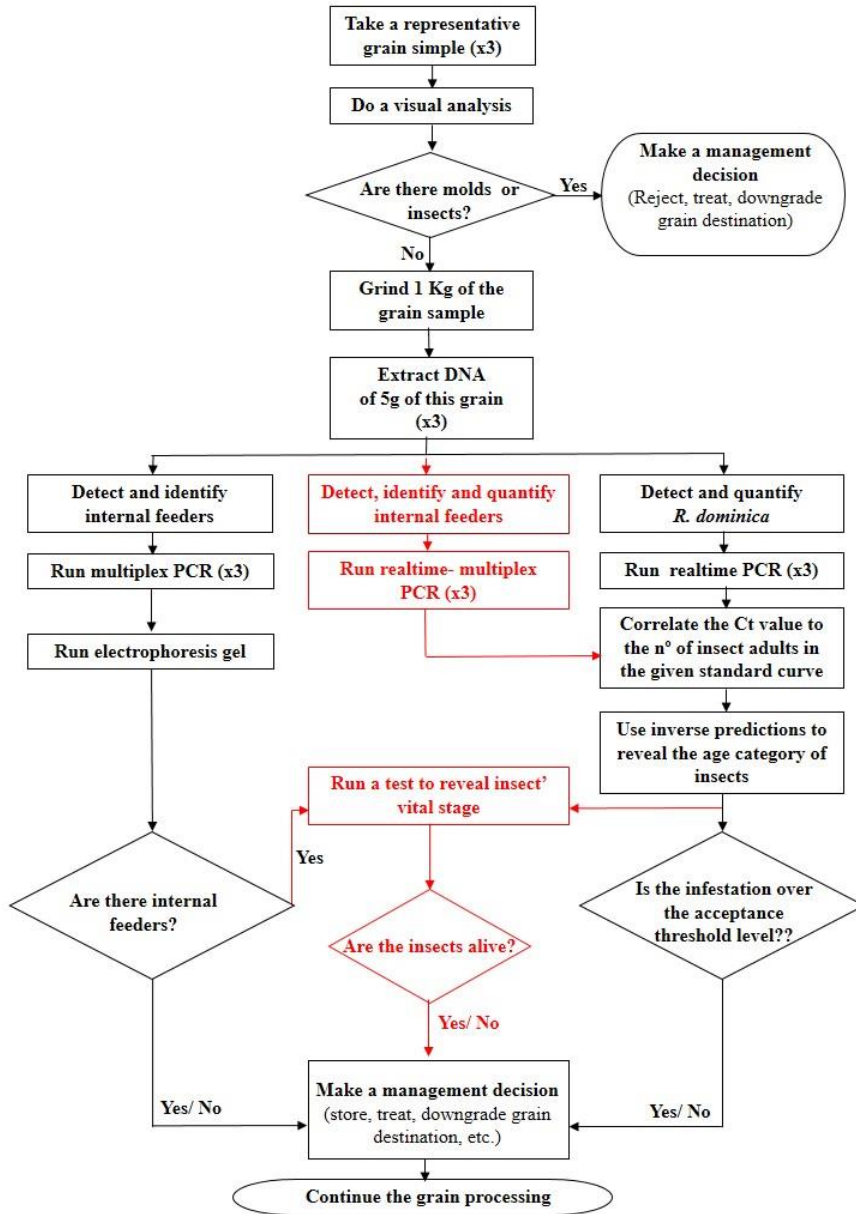 Take a representative
grain simple (x3)
Do a visual analysis
Are there molds or
insects?
Yes
Make a management
decision
(Reject, treat, downgrade
grain destination)
No
Grind 1 Kg of the
grain sample
Extract DNA
of 5g of this grain
(x3)
Detect and identify
internal feeders
Detect, identify and quantify
internal feeders
Detect and quantify
R. dominica
Run multiplex PCR (x3)
Run realtime- multiplex
PCR (x3)
Run realtime PCR (x3)
Run electrophoresis gel
Correlate the Ct value to
the nº of insect adults in
the given standard curve
Use inverse predictions to
reveal the age category of
insects
Run a test to reveal insect’
vital stage
Yes
Are there internal
feeders?
Are the insects alive?
Is the infestation over
the acceptance
threshold level??
Yes/ No
Make a management decision
(store, treat, downgrade grain
destination, etc.)
Yes/ No
Yes/ No
Continue the grain processing